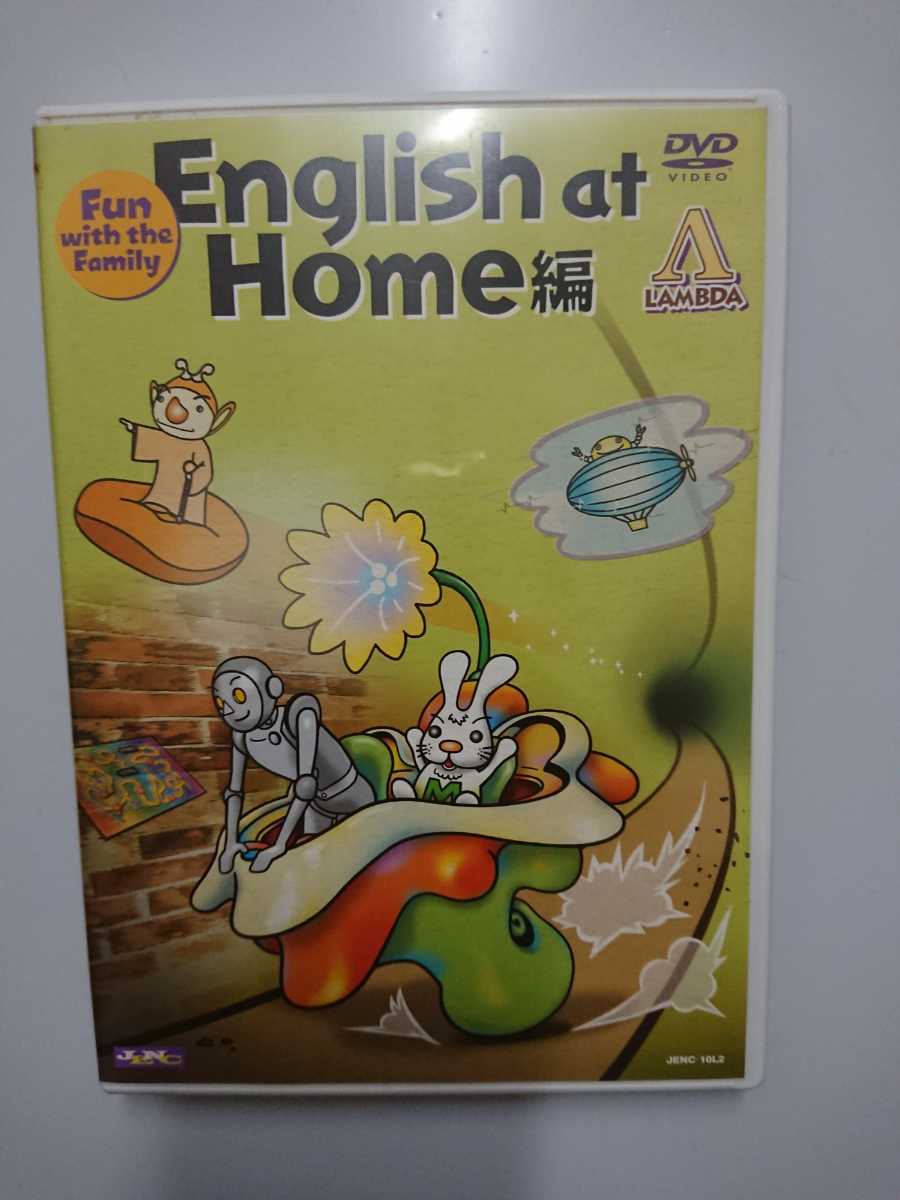 Fun
with the
Family
English at
Home編
DVD
VIDEO
Λ
LAMBDA
M
JENC
JENC-10L2